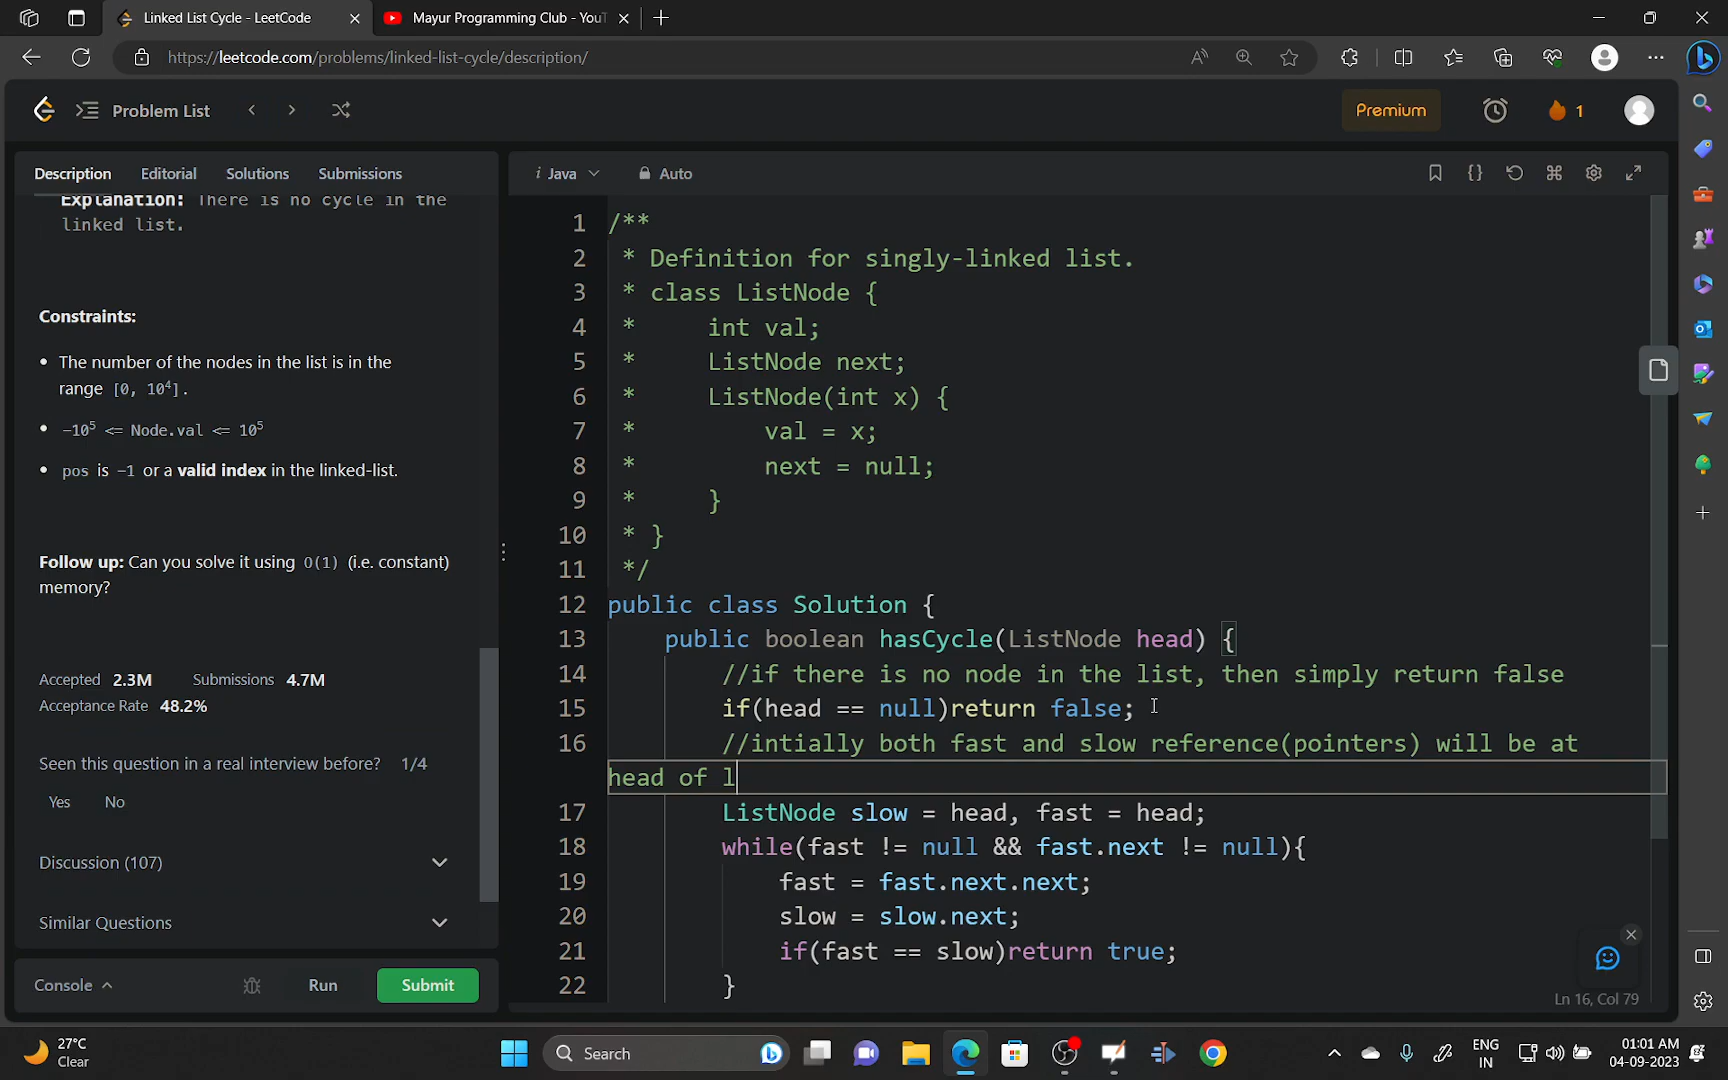 Linked List Cycle - LeetCode
Mayur Programming Club - YouT
https://leetcode.com/problems/linked-list-cycle/description/
Problem List
Premium
1
Description Editorial Solutions Submissions
i Java Auto
Explanation: There is no cycle in the
linked list.
Constraints:
• The number of the nodes in the list is in the
range [0, 10⁴].
• -10⁵ <= Node.val <= 10⁵
• pos is -1 or a valid index in the linked-list.
Follow up: Can you solve it using O(1) (i.e. constant)
memory?
Accepted 2.3M Submissions 4.7M
Acceptance Rate 48.2%
Seen this question in a real interview before? 1/4
Yes No
Discussion (107)
Similar Questions
Console Run Submit
1 /**
2 * Definition for singly-linked list.
3 * class ListNode {
4 * int val;
5 * ListNode next;
6 * ListNode(int x) {
7 * val = x;
8 * next = null;
9 * }
10 * }
11 */
12 public class Solution {
13 public boolean hasCycle(ListNode head) {
14 //if there is no node in the list, then simply return false
15 if(head == null)return false;
16 //intially both fast and slow reference(pointers) will be at
head of l
17 ListNode slow = head, fast = head;
18 while(fast != null && fast.next != null){
19 fast = fast.next.next;
20 slow = slow.next;
21 if(fast == slow)return true;
22 }
Ln 16, Col 79
27°C
Clear
Search
ENG
IN
01:01 AM
04-09-2023